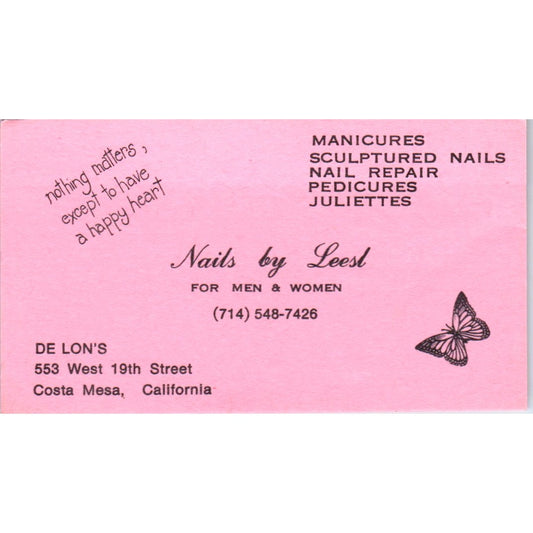 nothing matters,
except to have
a happy heart
MANICURES
SCULPTURED NAILS
NAIL REPAIR
PEDICURES
JULIETTES
Nails by Leesl
FOR MEN & WOMEN
(714) 548-7426
DE LON'S
553 West 19th Street
Costa Mesa, California